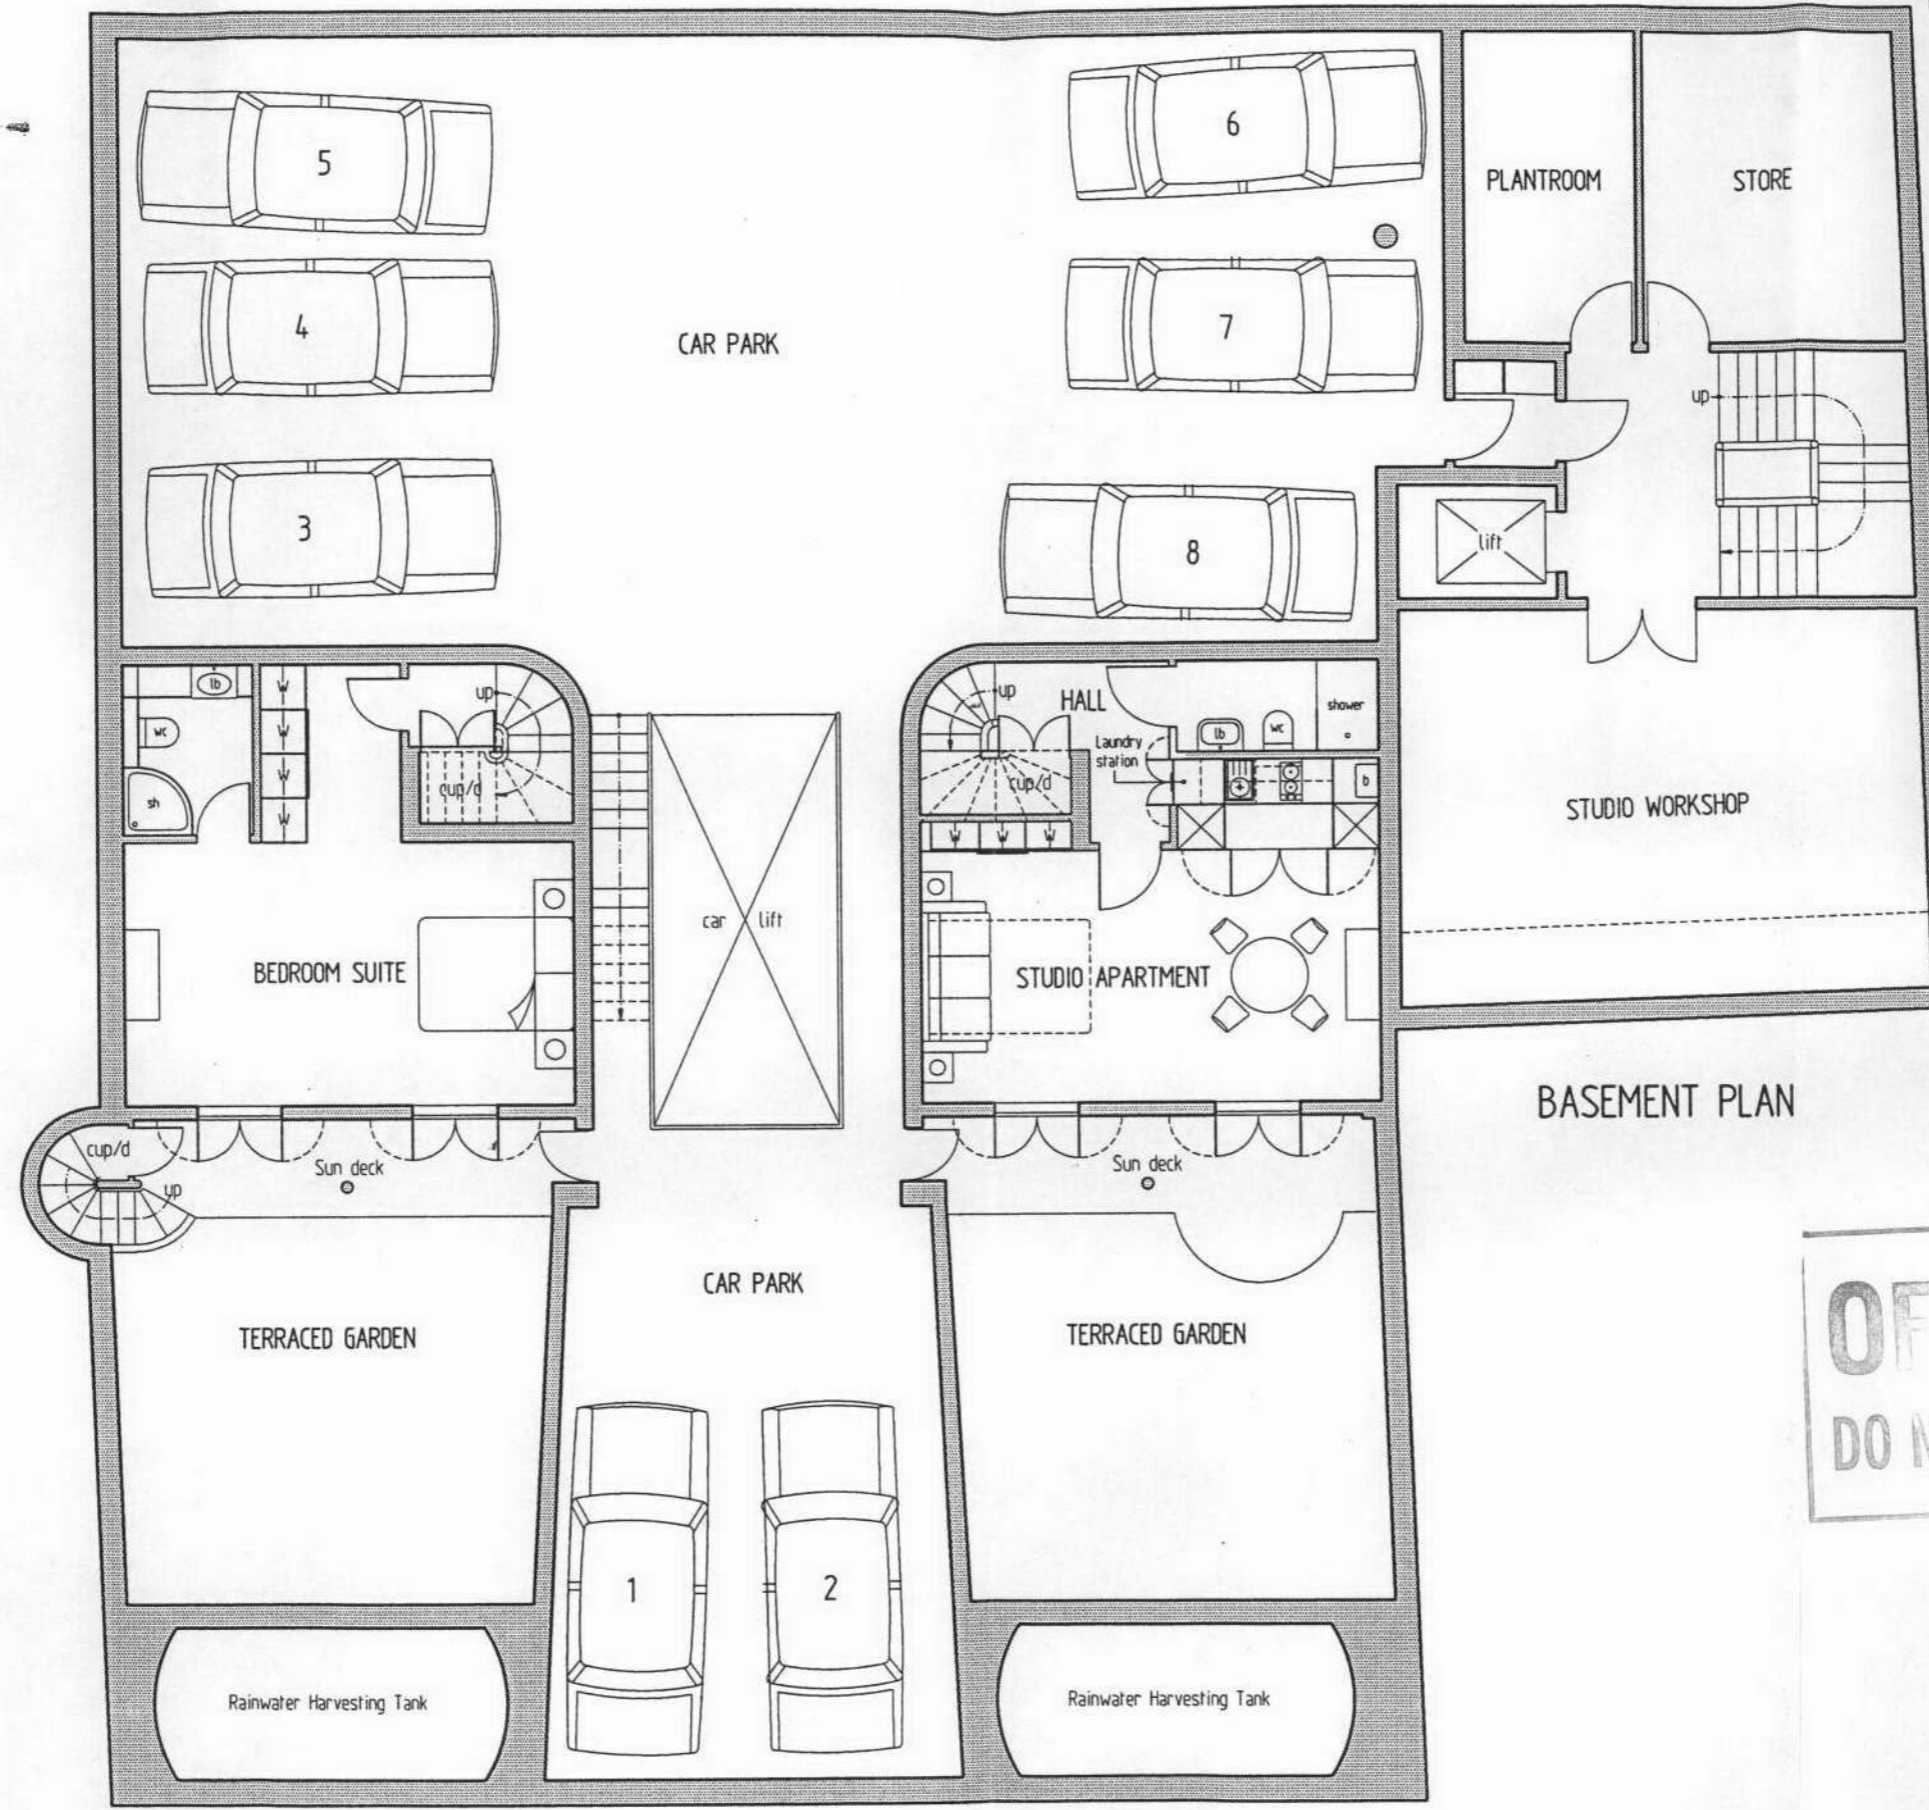 5
6
PLANTROOM
STORE
4
7
CAR PARK
up
3
8
lift
lb
W
up
up
HALL
shower
wc
W
lb
wc
Laundry
station
W
cup/d
cup/d
b
sh
W
W
W
W
STUDIO WORKSHOP
car lift
BEDROOM SUITE
STUDIO APARTMENT
BASEMENT PLAN
cup/d
Sun deck
Sun deck
up
CAR PARK
TERRACED GARDEN
TERRACED GARDEN
DO
1
2
Rainwater Harvesting Tank
Rainwater Harvesting Tank